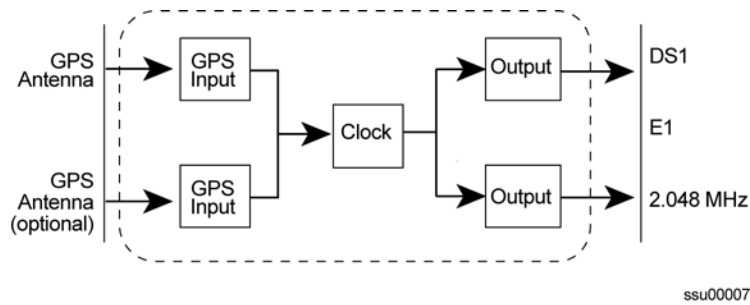 GPS
Antenna
GPS
Input
Clock
Output
DS1
E1
GPS
Antenna
(optional)
GPS
Input
Output
2.048 MHz
ssu00007